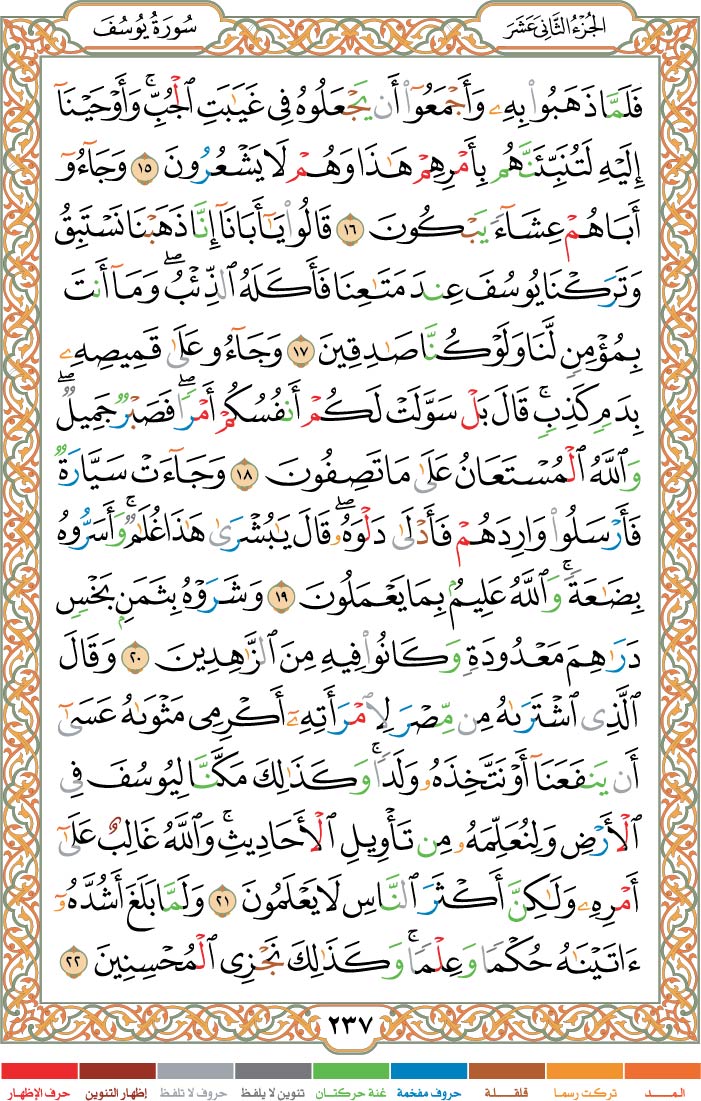 سُورَةُ يُوسُفَ
الجُزْءُ الثَّانِى عَشَرَ
فَلَمَّا ذَهَبُوا۟ بِهِۦ وَأَجْمَعُوٓا۟ أَن يَجْعَلُوهُ فِى غَيَـٰبَتِ ٱلْجُبِّ ۚ وَأَوْحَيْنَآ
إِلَيْهِ لَتُنَبِّئَنَّهُم بِأَمْرِهِمْ هَـٰذَا وَهُمْ لَا يَشْعُرُونَ ١٥ وَجَآءُوٓ
أَبَاهُمْ عِشَآءً يَبْكُونَ ١٦ قَالُوا۟ يَـٰٓأَبَانَآ إِنَّا ذَهَبْنَا نَسْتَبِقُ
وَتَرَكْنَا يُوسُفَ عِندَ مَتَـٰعِنَا فَأَكَلَهُ ٱلذِّئْبُ ۖ وَمَآ أَنتَ
بِمُؤْمِنٍ لَّنَا وَلَوْ كُنَّا صَـٰدِقِينَ ١٧ وَجَآءُو عَلَىٰ قَمِيصِهِۦ
بِدَمٍ كَذِبٍ ۚ قَالَ بَلْ سَوَّلَتْ لَكُمْ أَنفُسُكُمْ أَمْرًا ۖ فَصَبْرٌ جَمِيلٌ ۖ
وَٱللَّهُ ٱلْمُسْتَعَانُ عَلَىٰ مَا تَصِفُونَ ١٨ وَجَآءَتْ سَيَّارَةٌ
فَأَرْسَلُوا۟ وَارِدَهُمْ فَأَدْلَىٰ دَلْوَهُۥ ۖ قَالَ يَـٰبُشْرَىٰ هَـٰذَا غُلَـٰمٌ ۚ وَأَسَرُّوهُ
بِضَـٰعَةً ۚ وَٱللَّهُ عَلِيمٌۢ بِمَا يَعْمَلُونَ ١٩ وَشَرَوْهُ بِثَمَنٍۭ بَخْسٍ
دَرَٰهِمَ مَعْدُودَةٍ وَكَانُوا۟ فِيهِ مِنَ ٱلزَّٰهِدِينَ ٢٠ وَقَالَ
ٱلَّذِى ٱشْتَرَىٰهُ مِن مِّصْرَ لِٱمْرَأَتِهِۦٓ أَكْرِمِى مَثْوَىٰهُ عَسَىٰٓ
أَن يَنفَعَنَآ أَوْ نَتَّخِذَهُۥ وَلَدًا ۚ وَكَذَٰلِكَ مَكَّنَّا لِيُوسُفَ فِى
ٱلْأَرْضِ وَلِنُعَلِّمَهُۥ مِن تَأْوِيلِ ٱلْأَحَادِيثِ ۚ وَٱللَّهُ غَالِبٌ عَلَىٰٓ
أَمْرِهِۦ وَلَـٰكِنَّ أَكْثَرَ ٱلنَّاسِ لَا يَعْلَمُونَ ٢١ وَلَمَّا بَلَغَ أَشُدَّهُۥٓ
ءَاتَيْنَـٰهُ حُكْمًا وَعِلْمًا ۚ وَكَذَٰلِكَ نَجْزِى ٱلْمُحْسِنِينَ ٢٢
٢٣٧
المــد تركت رسما قلقلة حروف مفخمة غنة حركتان تنوين لا يلفظ حروف لا تلفظ إظهار التنوين حرف الإظهار